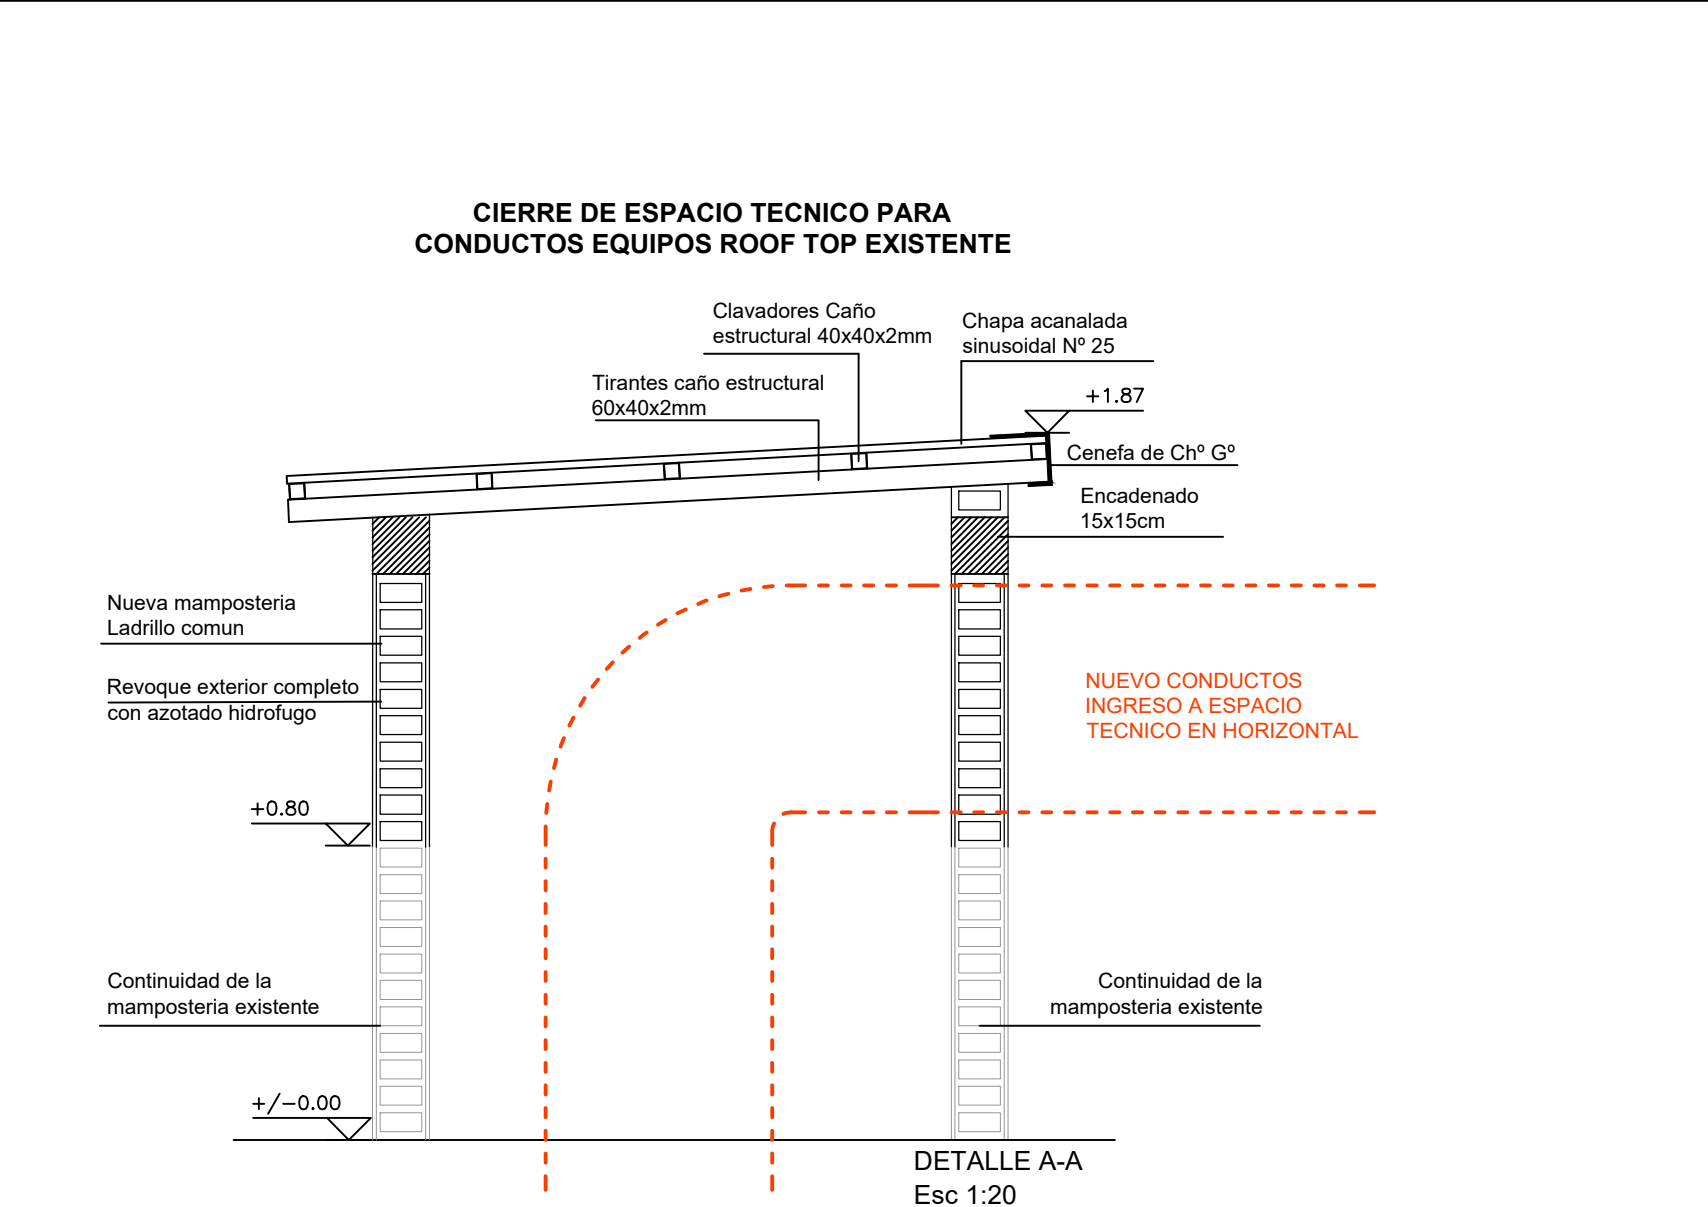 CIERRE DE ESPACIO TECNICO PARA
CONDUCTOS EQUIPOS ROOF TOP EXISTENTE
Clavadores Caño
estructural 40x40x2mm
Chapa acanalada
sinusoidal Nº 25
Tirantes caño estructural
60x40x2mm
+1.87
Cenefa de Chº Gº
Encadenado
15x15cm
Nueva mamposteria
Ladrillo comun
Revoque exterior completo
con azotado hidrofugo
NUEVO CONDUCTOS
INGRESO A ESPACIO
TECNICO EN HORIZONTAL
+0.80
Continuidad de la
mamposteria existente
Continuidad de la
mamposteria existente
+/-0.00
DETALLE A-A
Esc 1:20